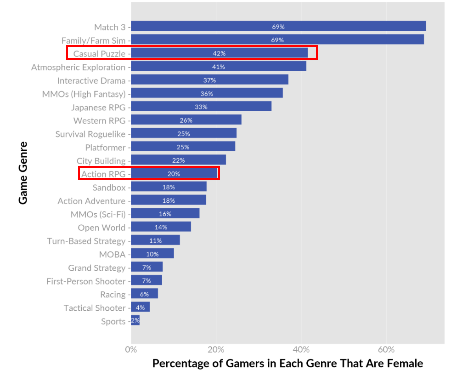 Match 3 69%
Family/Farm Sim 69%
Casual Puzzle 42%
Atmospheric Exploration 41%
Interactive Drama 37%
MMOs (High Fantasy) 36%
Japanese RPG 33%
Western RPG 26%
Survival Roguelike 25%
Platformer 25%
City Building 22%
Action RPG 20%
Sandbox 18%
Action Adventure 18%
MMOs (Sci-Fi) 16%
Open World 14%
Turn-Based Strategy 11%
MOBA 10%
Grand Strategy 7%
First-Person Shooter 7%
Racing 6%
Tactical Shooter 4%
Sports 2%
Game Genre
0% 20% 40% 60%
Percentage of Gamers in Each Genre That Are Female